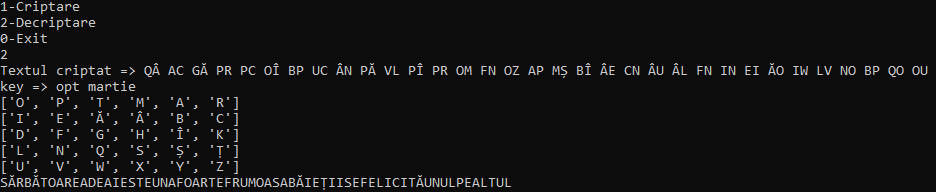 1-Criptare
2-Decriptare
0-Exit
2
Textul criptat => QÂ AC GĂ PR PC OÎ BP UC ÂN PĂ VL PÎ PR OM FN OZ AP MȘ BÎ ÂE CN ÂU ÂL FN IN EI ĂO IW LV NO BP QO OU
key => opt martie
['O', 'P', 'T', 'M', 'A', 'R']
['I', 'E', 'Ă', 'Â', 'B', 'C']
['D', 'F', 'G', 'H', 'Î', 'K']
['L', 'N', 'Q', 'S', 'Ș', 'Ț']
['U', 'V', 'W', 'X', 'Y', 'Z']
SĂRBĂTOAREADEAIESTEUNAFOARTEFRUMOASABĂIEȚIISEFELICITĂUNULPEALTUL